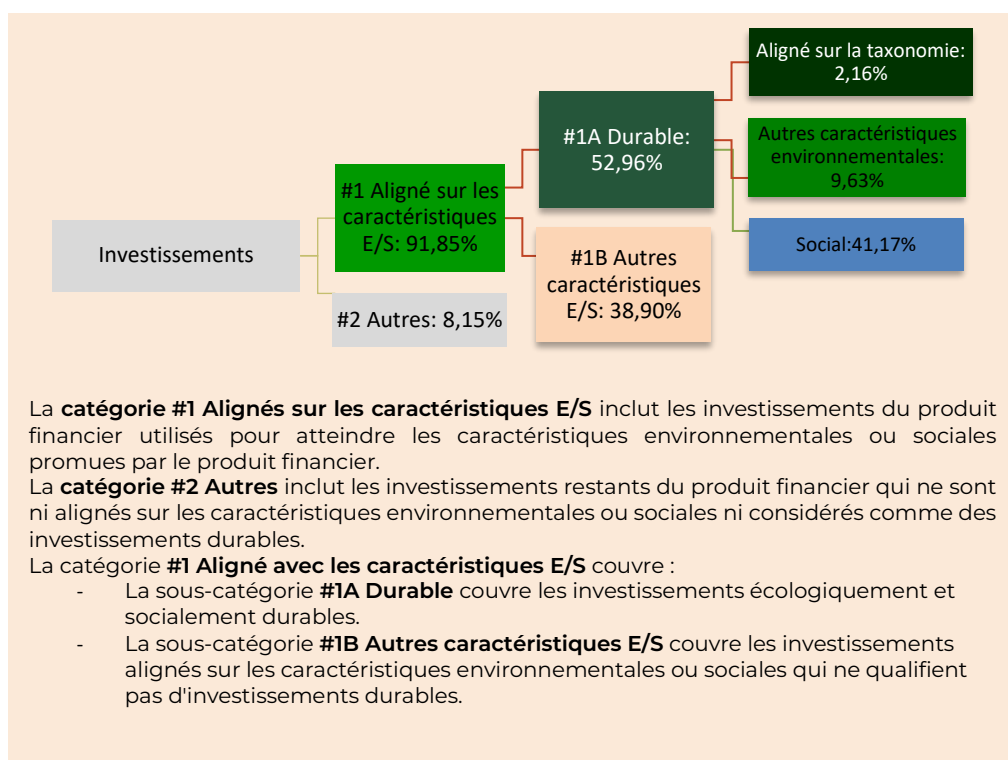 Investissements
#1 Aligné sur les
caractéristiques
E/S: 91,85%
#2 Autres: 8,15%
#1A Durable:
52,96%
#1B Autres
caractéristiques
E/S: 38,90%
Aligné sur la taxonomie:
2,16%
Autres caractéristiques
environnementales:
9,63%
Social:41,17%
La catégorie #1 Alignés sur les caractéristiques E/S inclut les investissements du produit
financier utilisés pour atteindre les caractéristiques environnementales ou sociales
promues par le produit financier.
La catégorie #2 Autres inclut les investissements restants du produit financier qui ne sont
ni alignés sur les caractéristiques environnementales ou sociales ni considérés comme des
investissements durables.
La catégorie #1 Aligné avec les caractéristiques E/S couvre :
- La sous-catégorie #1A Durable couvre les investissements écologiquement et
socialement durables.
- La sous-catégorie #1B Autres caractéristiques E/S couvre les investissements
alignés sur les caractéristiques environnementales ou sociales qui ne qualifient
pas d'investissements durables.